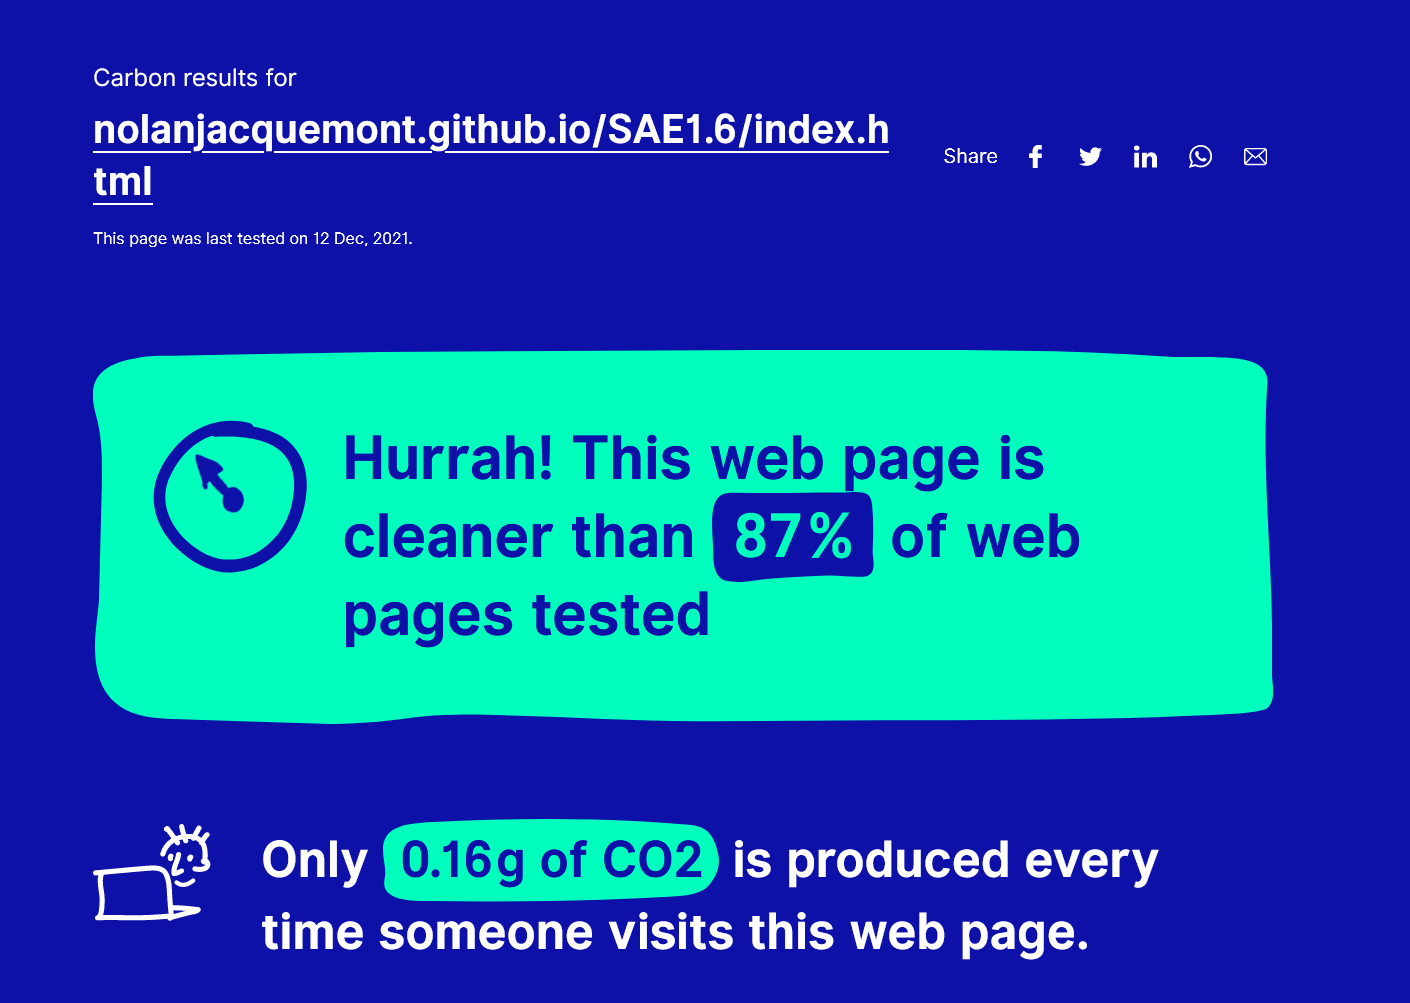 Carbon results for
nolanjacquemont.github.io/SAE1.6/index.h
tml
Share
This page was last tested on 12 Dec, 2021.
Hurrah! This web page is
cleaner than 87% of web
pages tested
Only 0.16g of CO2 is produced every
time someone visits this web page.